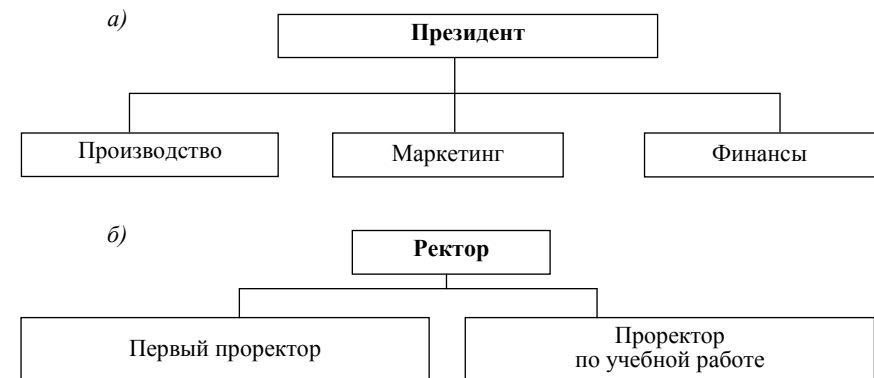 а)
Президент
Производство
Маркетинг
Финансы
б)
Ректор
Первый проректор
Проректор
по учебной работе